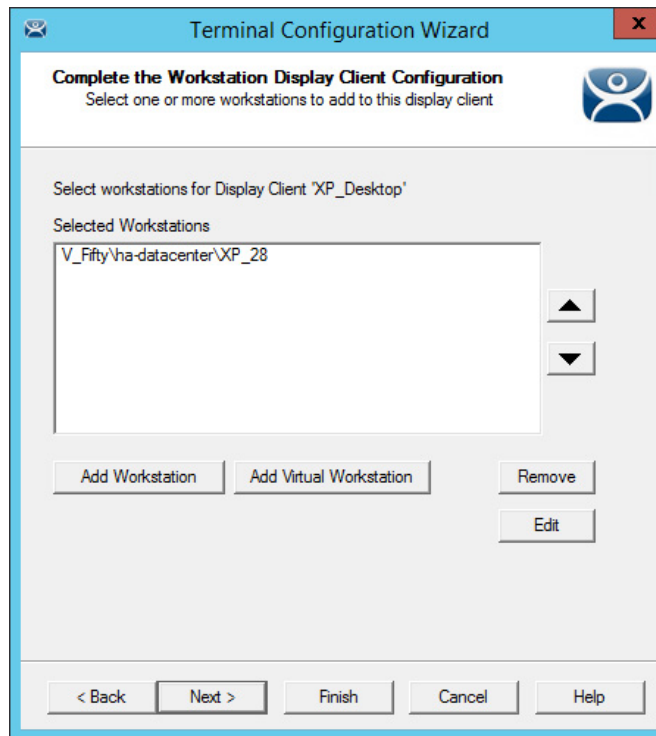 Terminal Configuration Wizard
x
Complete the Workstation Display Client Configuration
Select one or more workstations to add to this display client
Select workstations for Display Client 'XP_Desktop'
Selected Workstations
V_Fifty\ha-datacenter\XP_28
Add Workstation Add Virtual Workstation Remove
Edit
< Back Next > Finish Cancel Help